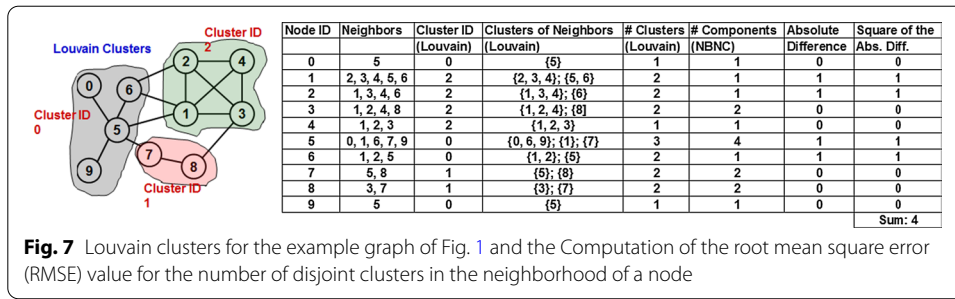 Louvain Clusters
Cluster ID
2
Cluster ID
0
Cluster ID
1
0
6
2
4
5
1
3
9
7
8
Node ID Neighbors Cluster ID Clusters of Neighbors # Clusters # Components Absolute Square of the
(Louvain) (Louvain) (Louvain) (NBNC) Difference Abs. Diff.
0 5 0 {5} 1 1 0 0
1 2, 3, 4, 5, 6 2 {2, 3, 4}; {5, 6} 2 1 1 1
2 1, 3, 4, 6 2 {1, 3, 4}; {6} 2 1 1 1
3 1, 2, 4, 8 2 {1, 2, 4}; {8] 2 2 0 0
4 1, 2, 3 2 {1, 2, 3} 1 1 0 0
5 0, 1, 6, 7, 9 0 {0, 6, 9}; {1}; {7} 3 4 1 1
6 1, 2, 5 0 {1, 2}; {5} 2 1 1 1
7 5, 8 1 {5}; {8} 2 2 0 0
8 3, 7 1 {3}; {7} 2 2 0 0
9 5 0 {5} 1 1 0 0
Sum: 4
Fig. 7 Louvain clusters for the example graph of Fig. 1 and the Computation of the root mean square error
(RMSE) value for the number of disjoint clusters in the neighborhood of a node